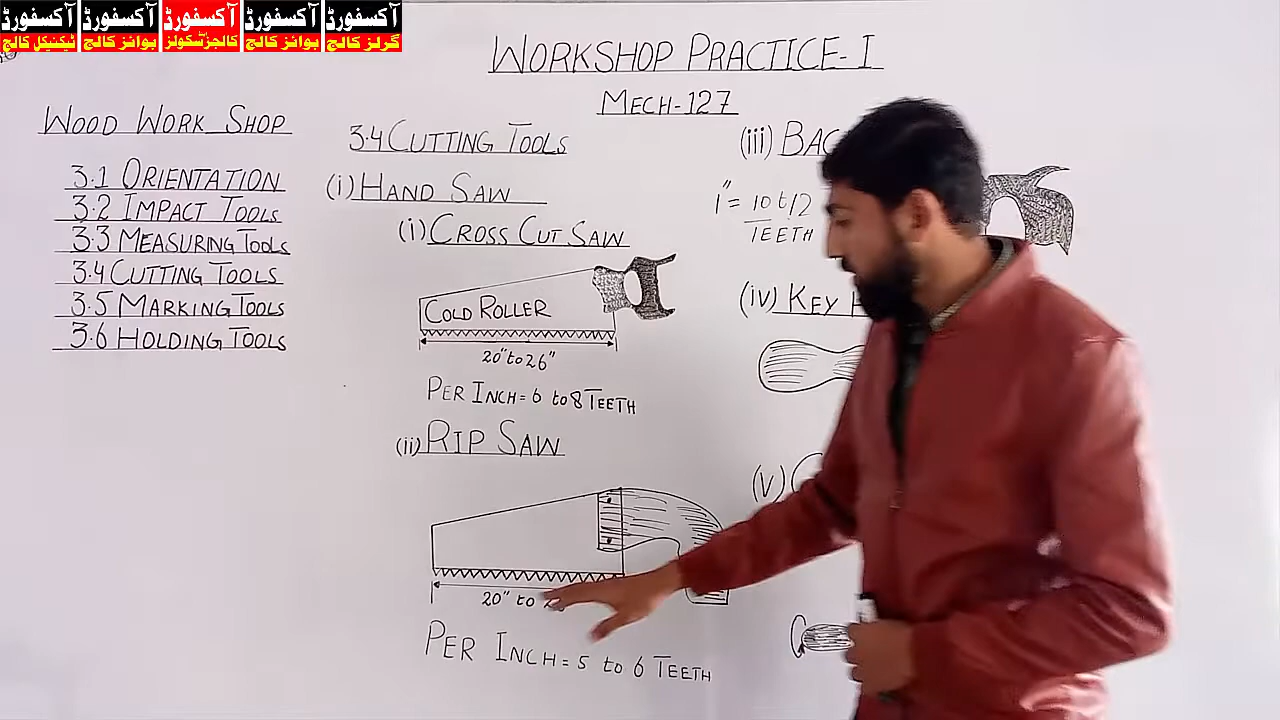 آکسفورڈ
ٹیکنیکل کالج
آکسفورڈ
بوائز کالج
آکسفورڈ
کالجز سکولز
آکسفورڈ
بوائز کالج
آکسفورڈ
گرلز کالج
WORKSHOP PRACTICE-I
MECH-127
WOOD WORK SHOP
3.1 ORIENTATION
3.2 IMPACT TOOLS
3.3 MEASURING TOOLS
3.4 CUTTING TOOLS
3.5 MARKING TOOLS
3.6 HOLDING TOOLS
3.4 CUTTING TOOLS
(i) HAND SAW
(i) CROSS CUT SAW
COLD ROLLER
20" to 26"
PER INCH = 6 to 8 TEETH
(ii) RIP SAW
20" to
PER INCH = 5 to 6 TEETH
(iii)
1" = 10 to 12
TEETH
(iv) KEY
(v)